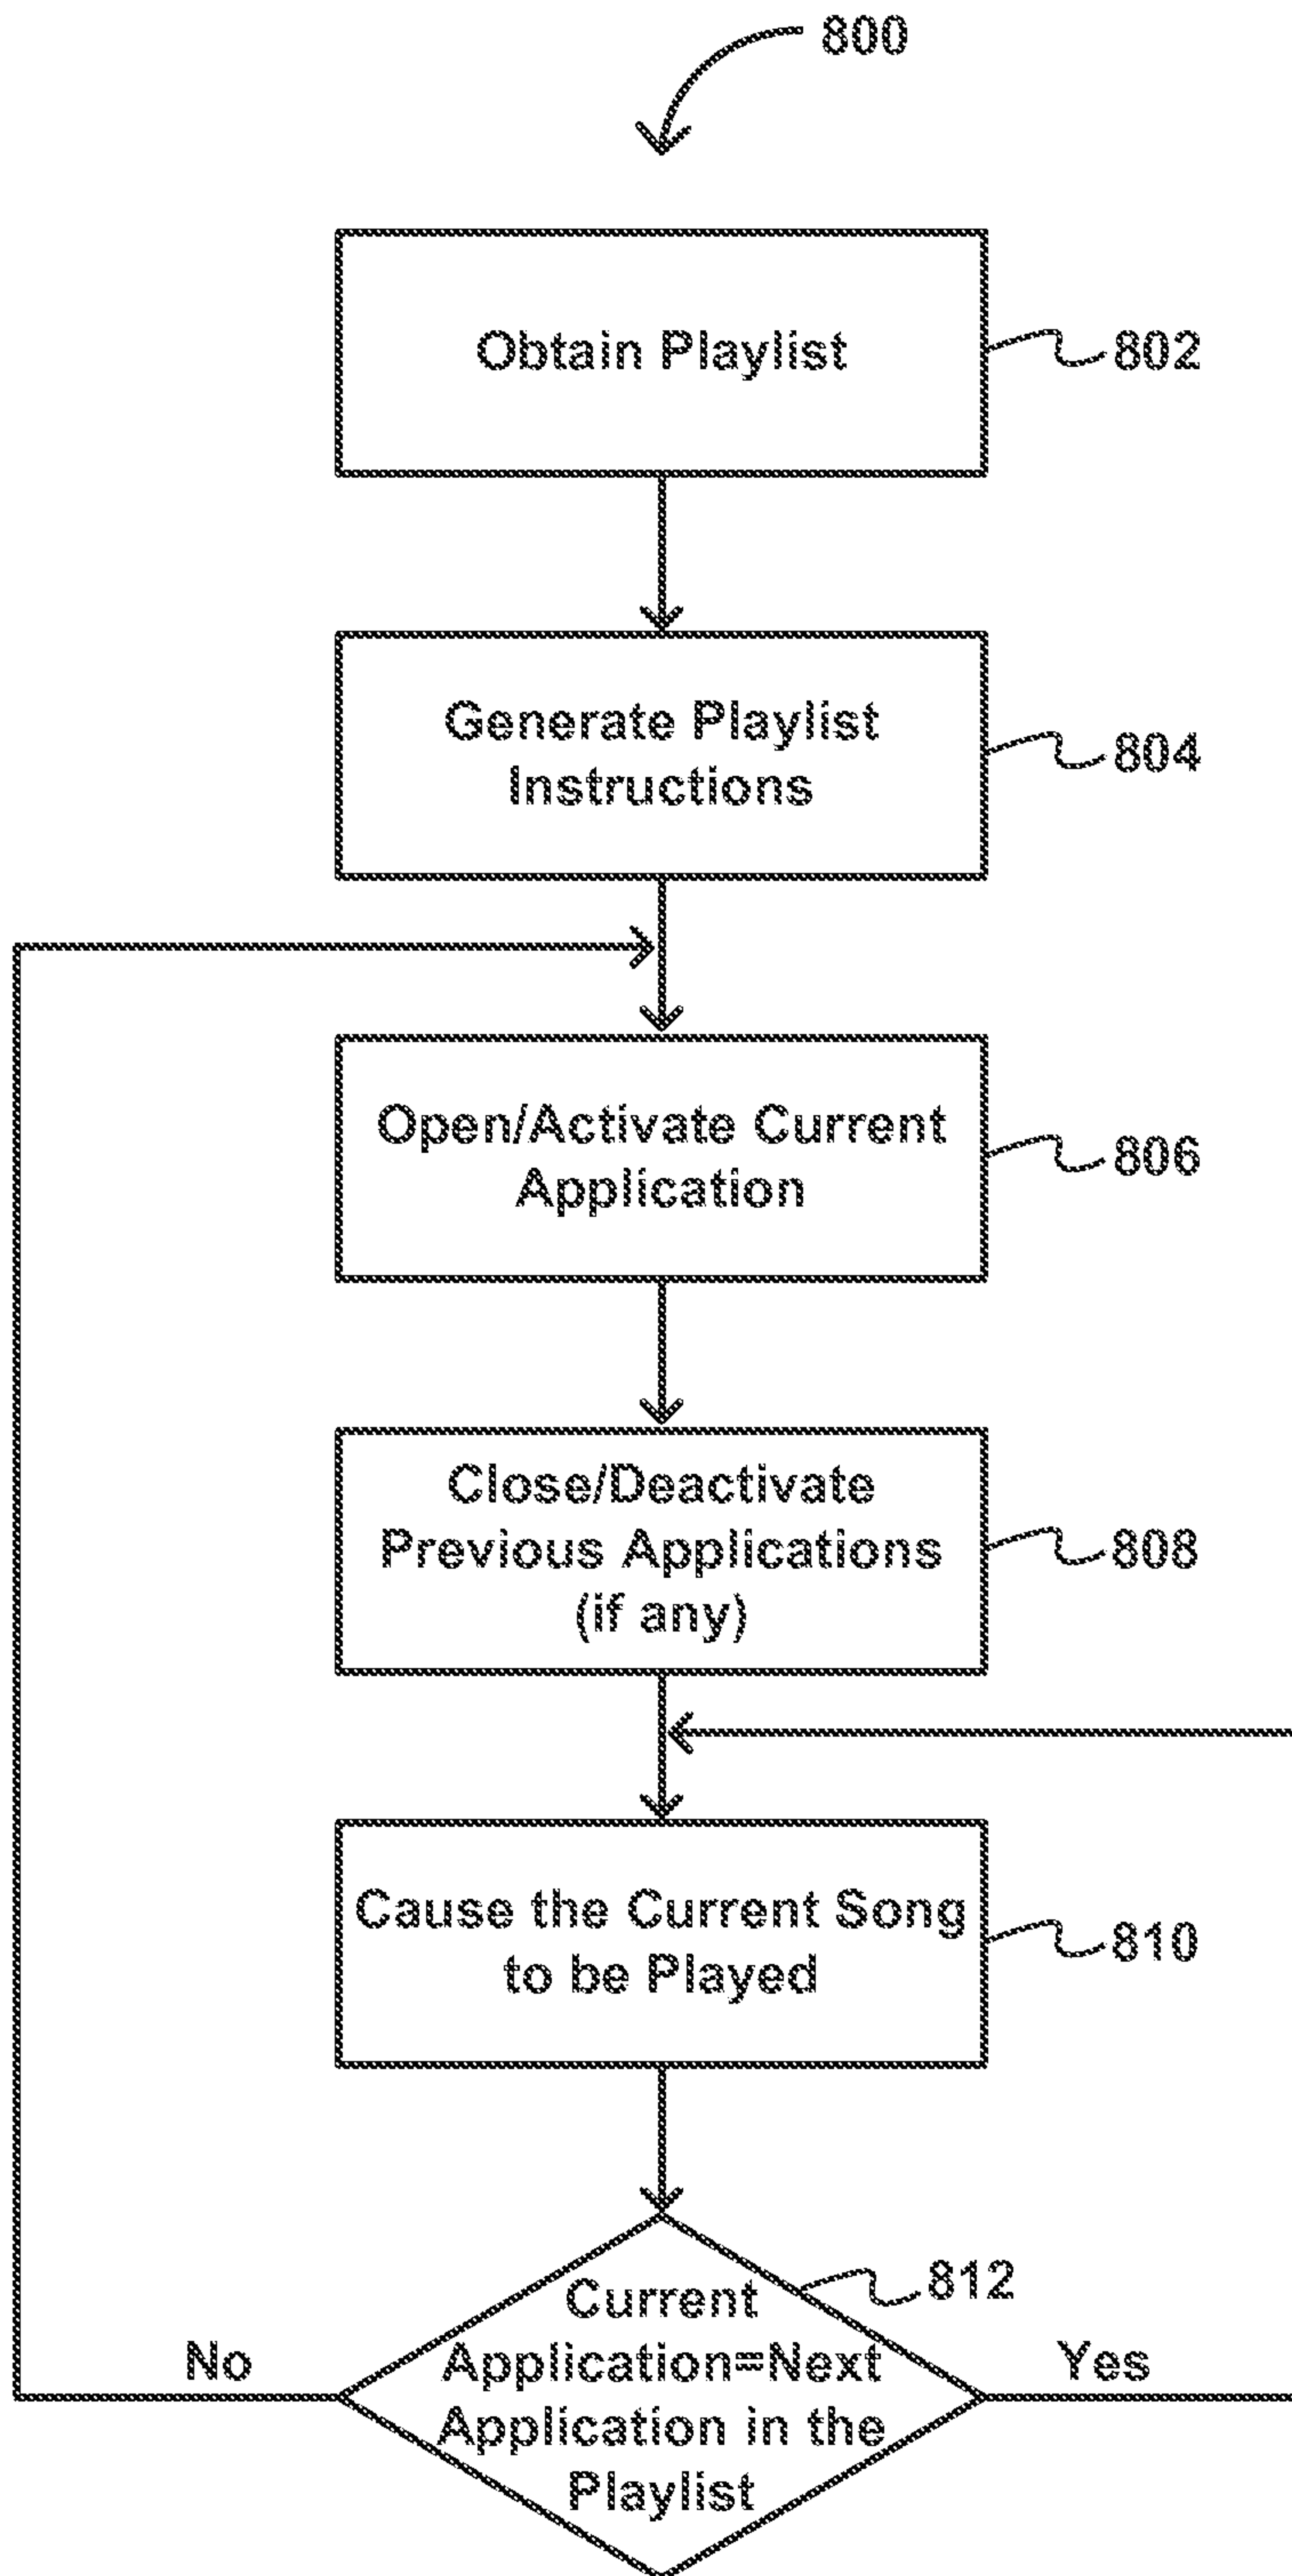 800
Obtain Playlist
802
Generate Playlist
Instructions
804
Open/Activate Current
Application
806
Close/Deactivate
Previous Applications
(if any)
808
Cause the Current Song
to be Played
810
812
Current
Application=Next
Application in the
Playlist
No
Yes